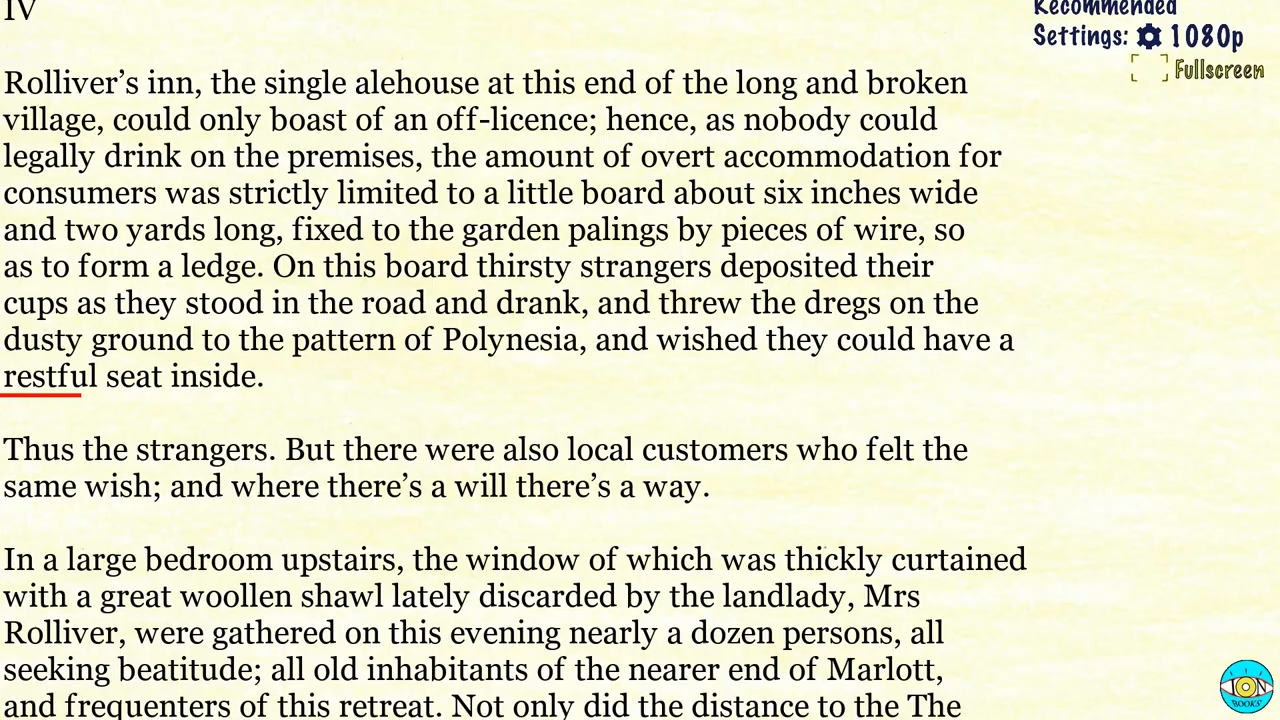 IV
Recommended
Settings: 1080p
Fullscreen
Rolliver’s inn, the single alehouse at this end of the long and broken
village, could only boast of an off-licence; hence, as nobody could
legally drink on the premises, the amount of overt accommodation for
consumers was strictly limited to a little board about six inches wide
and two yards long, fixed to the garden palings by pieces of wire, so
as to form a ledge. On this board thirsty strangers deposited their
cups as they stood in the road and drank, and threw the dregs on the
dusty ground to the pattern of Polynesia, and wished they could have a
restful seat inside.
Thus the strangers. But there were also local customers who felt the
same wish; and where there’s a will there’s a way.
In a large bedroom upstairs, the window of which was thickly curtained
with a great woollen shawl lately discarded by the landlady, Mrs
Rolliver, were gathered on this evening nearly a dozen persons, all
seeking beatitude; all old inhabitants of the nearer end of Marlott,
and frequenters of this retreat. Not only did the distance to the The
ION
BOOKS